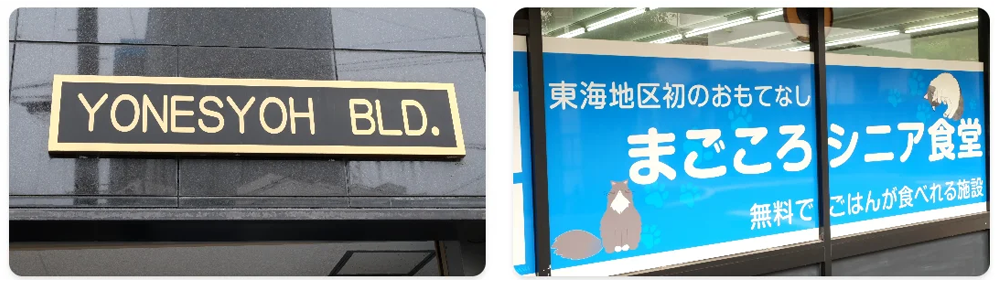 YONESYOH BLD.
東海地区初のおもてなし
まごころシニア食堂
無料でごはんが食べれる施設